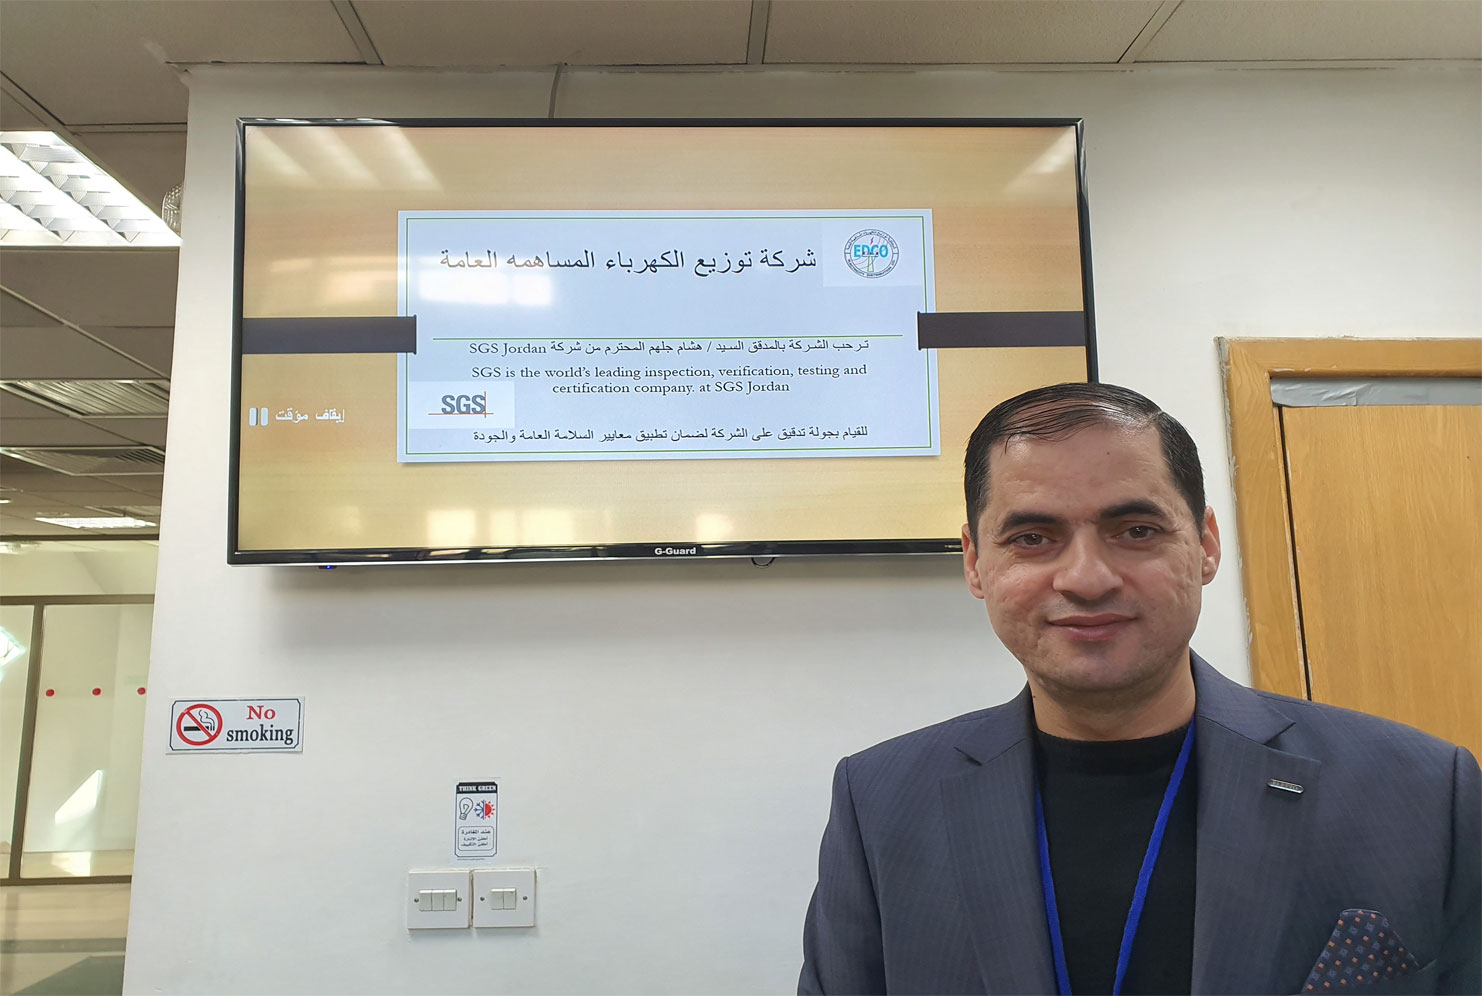 شركة توزيع الكهرباء المساهمه العامة
EDCO
ترحب الشركة بالمدقق السيد / هشام جلهم المحترم من شركة SGS Jordan
SGS is the world's leading inspection, verification, testing and
certification company. at SGS Jordan
SGS
للقيام بجولة تدقيق على الشركة لضمان تطبيق معايير السلامة العامة والجودة
إيقاف مؤقت
G-Guard
No
smoking
THINK GREEN
عند المغادرة